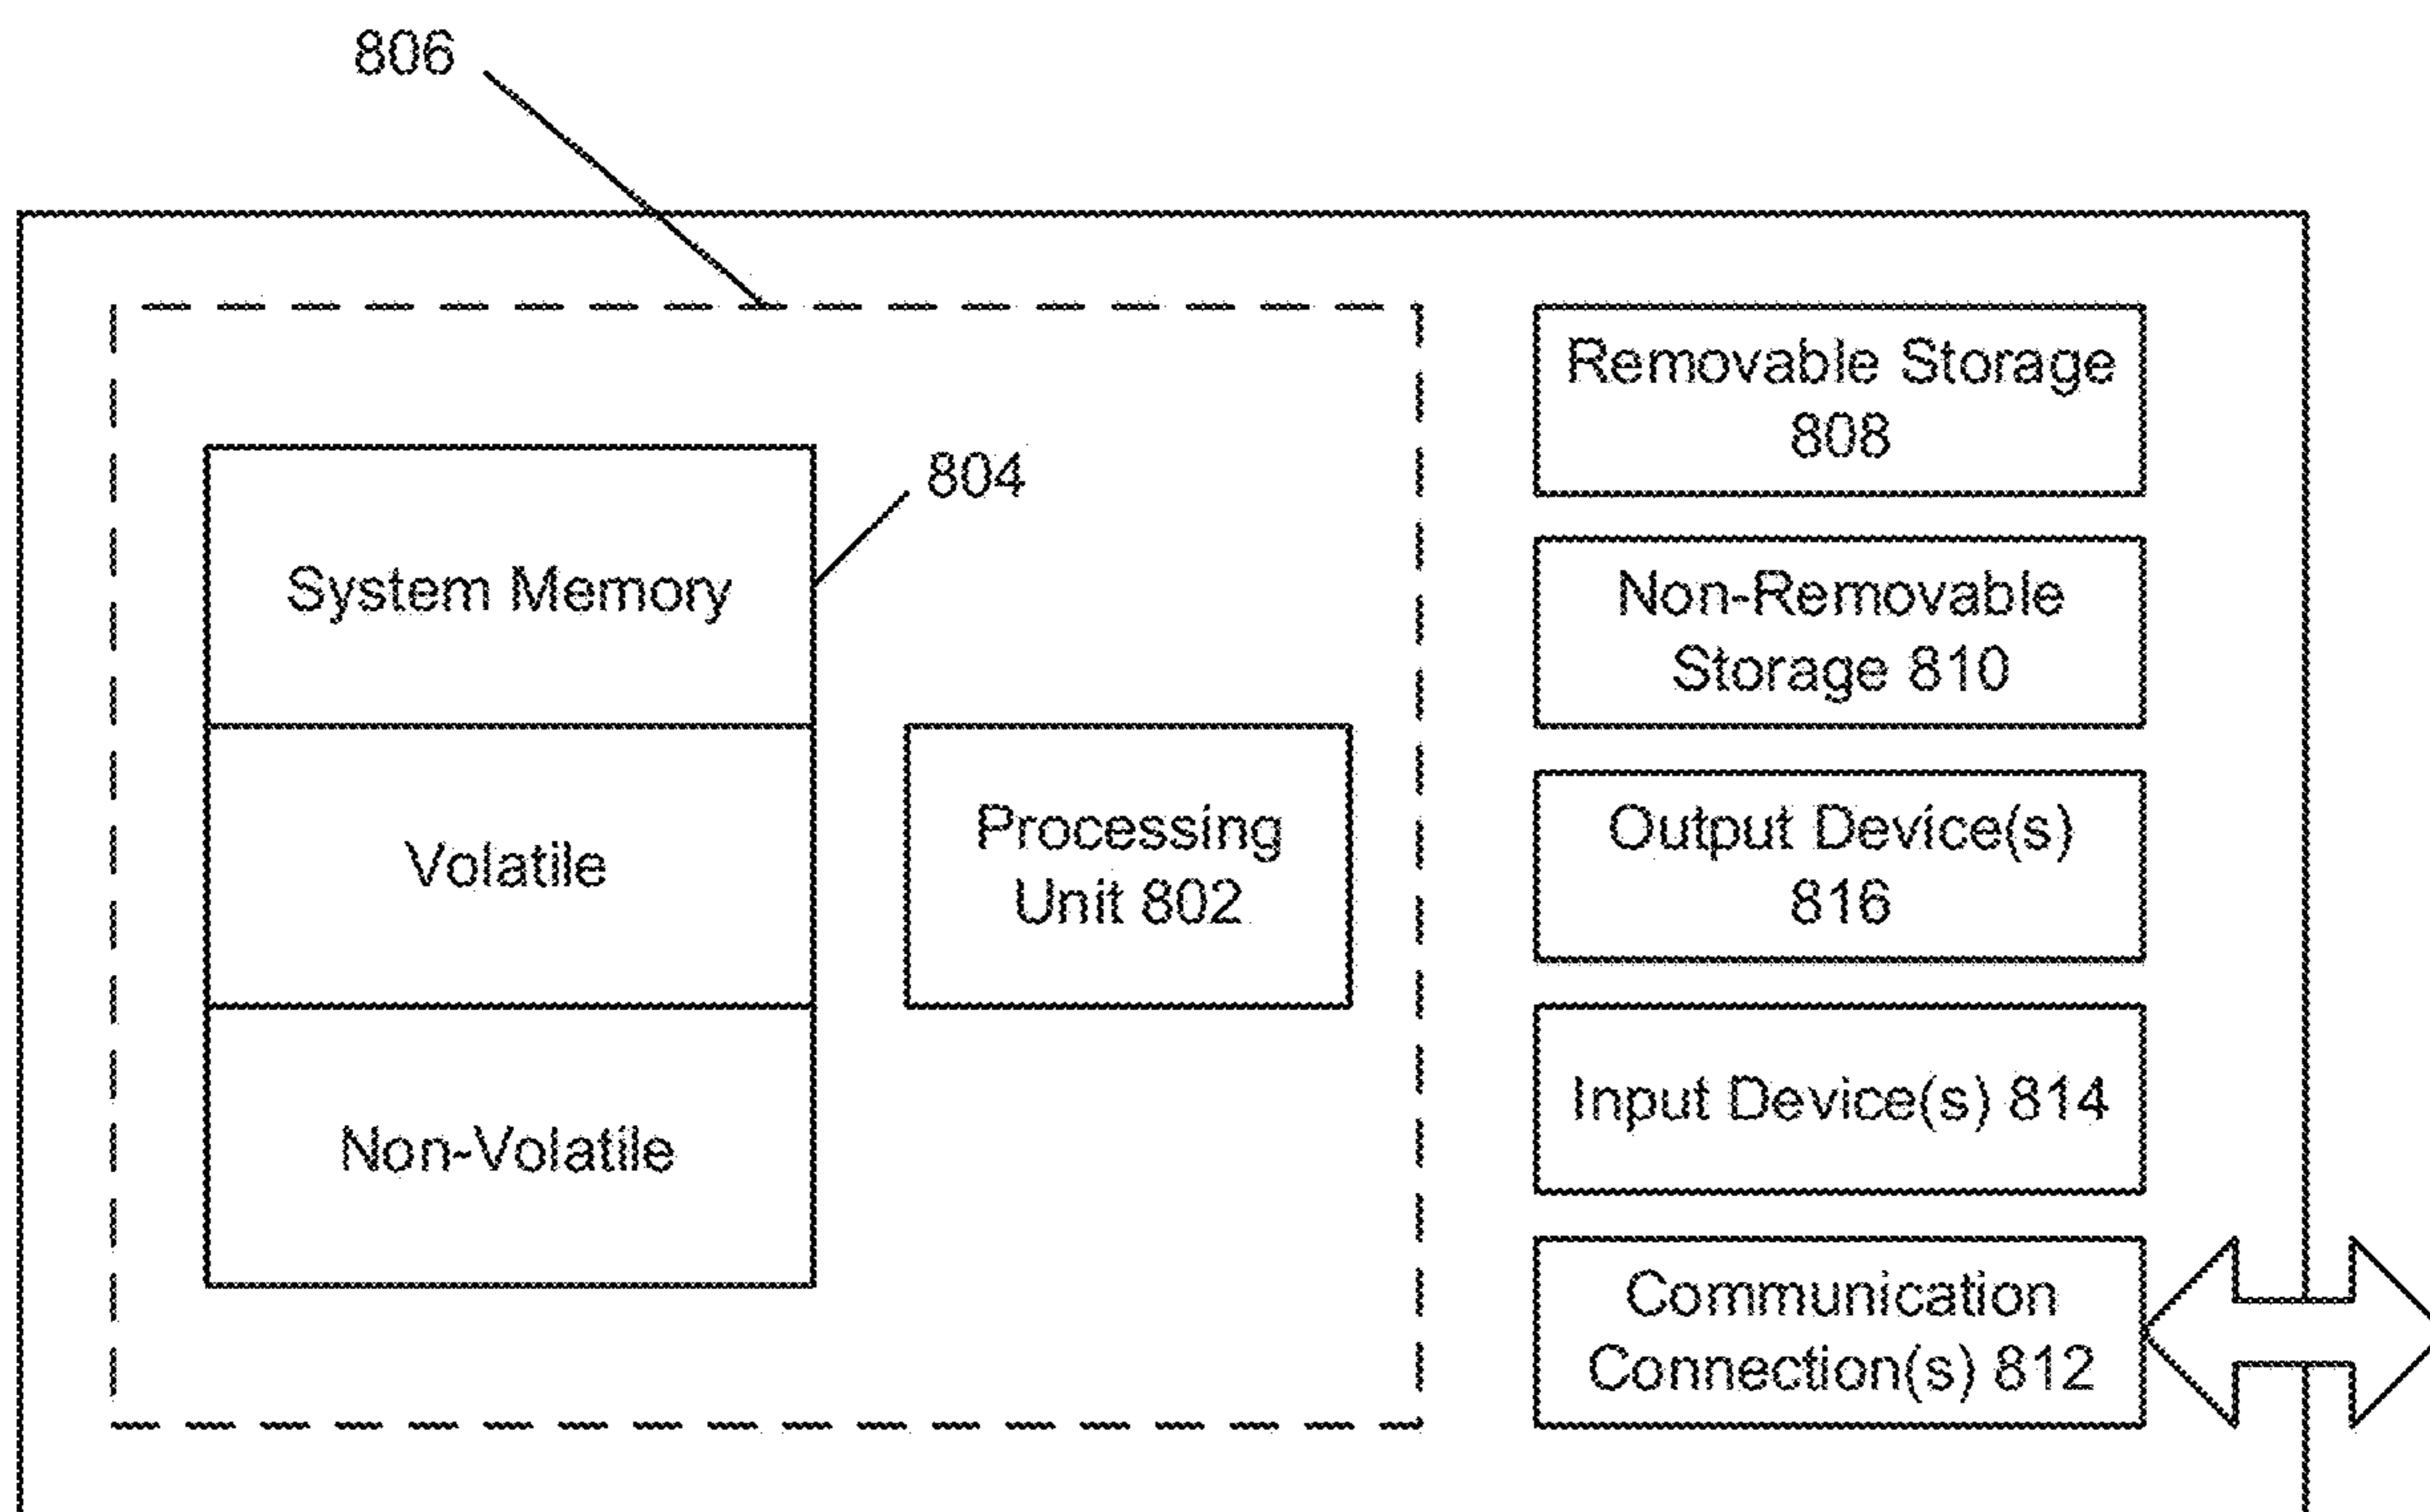 806
804
System Memory
Volatile
Non-Volatile
Processing
Unit 802
Removable Storage
808
Non-Removable
Storage 810
Output Device(s)
816
Input Device(s) 814
Communication
Connection(s) 812